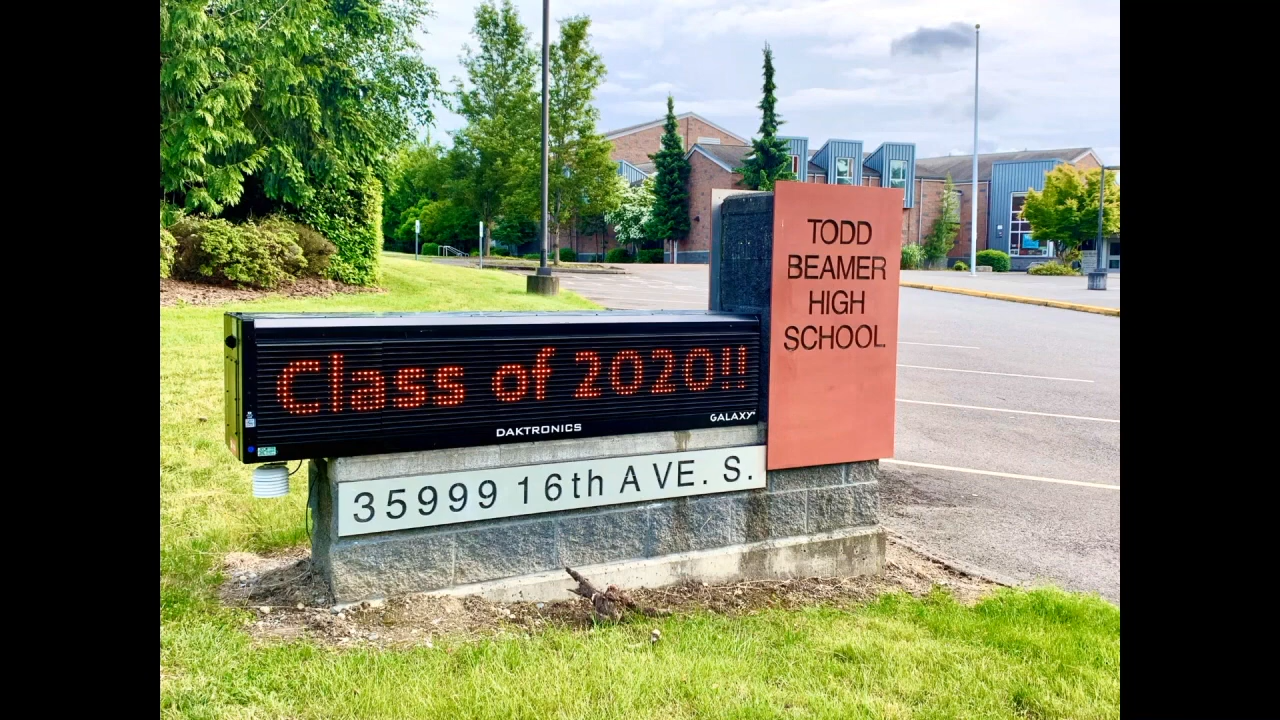 TODD
BEAMER
HIGH
SCHOOL
Class of 2020!!
DAKTRONICS
GALAXY
35999 16th AVE. S.